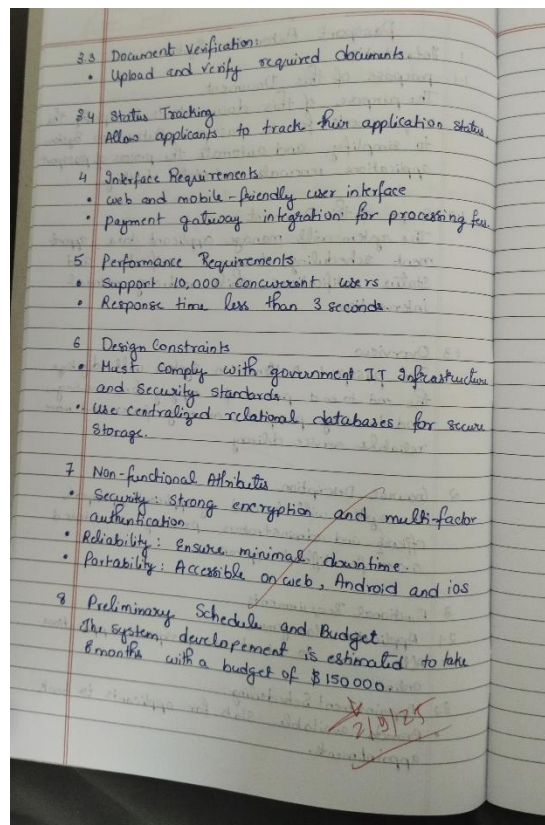 3.3 Document Verification:
• Upload and verify required documents.
3.4 Status Tracking
Allow applicants to track their application status
4 Interface Requirements
• web and mobile-friendly user interface
• Payment gateway integration for processing fee.
5 Performance Requirements
• Support 10,000 concurrent users
• Response time less than 3 seconds.
6 Design Constraints
• Must comply with government IT Infrastructure
and security standards.
• use centralized relational databases for secure
storage.
7 Non-functional Attributes
• Security: Strong encryption and multi-factor
authentication
• Reliability: Ensure minimal downtime.
• Portability: Accessible on web, Android and ios
8 Preliminary Schedule and Budget
The system developement is estimated to take
8 months with a budget of $150000.
2/9/25